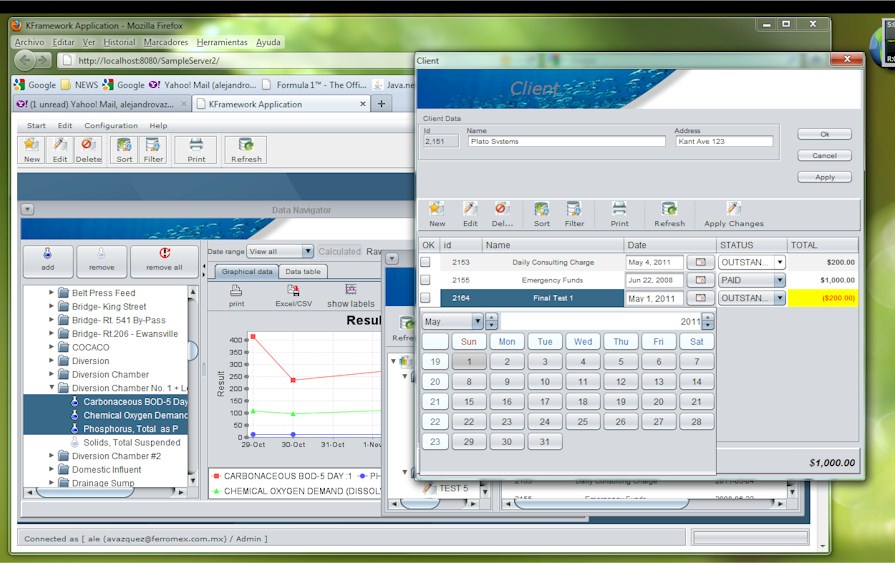 KFramework Application - Mozilla Firefox
Archivo Editar Ver Historial Marcadores Herramientas Ayuda
http://localhost:8080/SampleServer2/
Google NEWS Google Yahoo! Mail (alejandro... Formula 1™ - The Offi... Java.ne
(1 unread) Yahoo! Mail, alejandrovaz... KFramework Application
Start Edit Configuration Help
New Edit Delete Sort Filter Print Refresh
Data Navigator
add remove remove all
Date range View all Calculated Raw
Graphical data Data table
print Excel/CSV show labels
Belt Press Feed
Bridge- King Street
Bridge- Rt. 541 By-Pass
Bridge- Rt.206 - Ewansville
COCACO
Diversion
Diversion Chamber
Diversion Chamber No. 1 + L
Carbonaceous BOD-5 Day
Chemical Oxygen Demand
Phosphorus, Total as P
Solids, Total Suspended
Diversion Chamber #2
Domestic Influent
Drainage Sump
Resul
Result
400
350
300
250
200
150
100
50
0
29-Oct 30-Oct 31-Oct 1-Nov
CARBONACEOUS BOD-5 DAY :1 PH
CHEMICAL OXYGEN DEMAND (DISSOL
Refre
TEST 5
Client
Client
Client Data
Id Name Address
2,151 Plato Systems Kant Ave 123
Ok
Cancel
Apply
New Edit Del... Sort Filter Print Refresh Apply Changes
OK id Name Date STATUS TOTAL
2153 Daily Consulting Charge May 4, 2011 OUTSTAN... $200.00
2155 Emergency Funds Jun 22, 2008 PAID $1,000.00
2164 Final Test 1 May 1, 2011 OUTSTAN... ($200.00)
May 2011
Sun Mon Tue Wed Thu Fri Sat
19 1 2 3 4 5 6 7
20 8 9 10 11 12 13 14
21 15 16 17 18 19 20 21
22 22 23 24 25 26 27 28
23 29 30 31
$1,000.00
Connected as [ ale (avazquez@ferromex.com.mx) / Admin ]